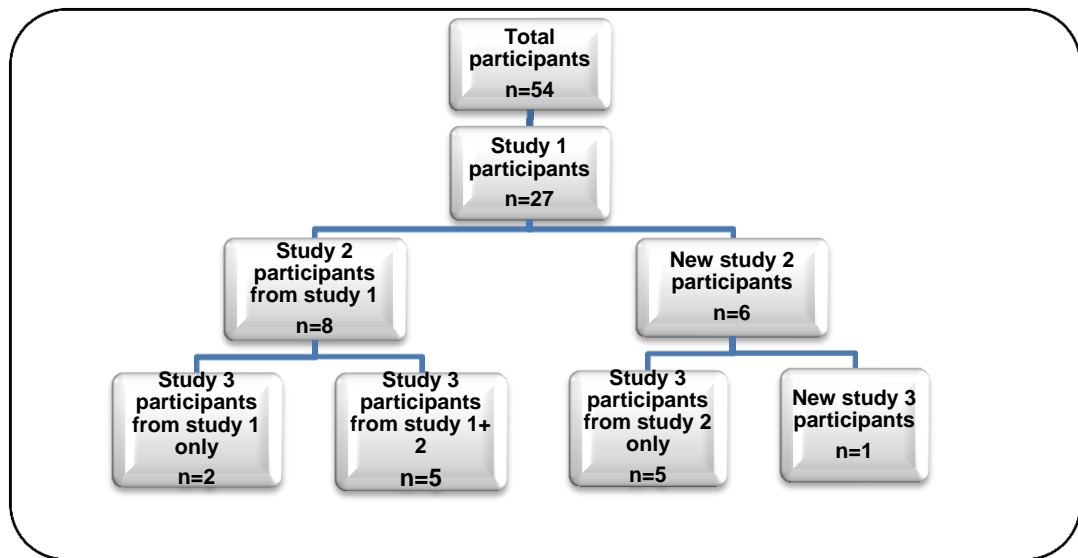 Total
participants
n=54
Study 1
participants
n=27
Study 2
participants
from study 1
n=8
New study 2
participants
n=6
Study 3
participants
from study 1
only
n=2
Study 3
participants
from study 1+
2
n=5
Study 3
participants
from study 2
only
n=5
New study 3
participants
n=1